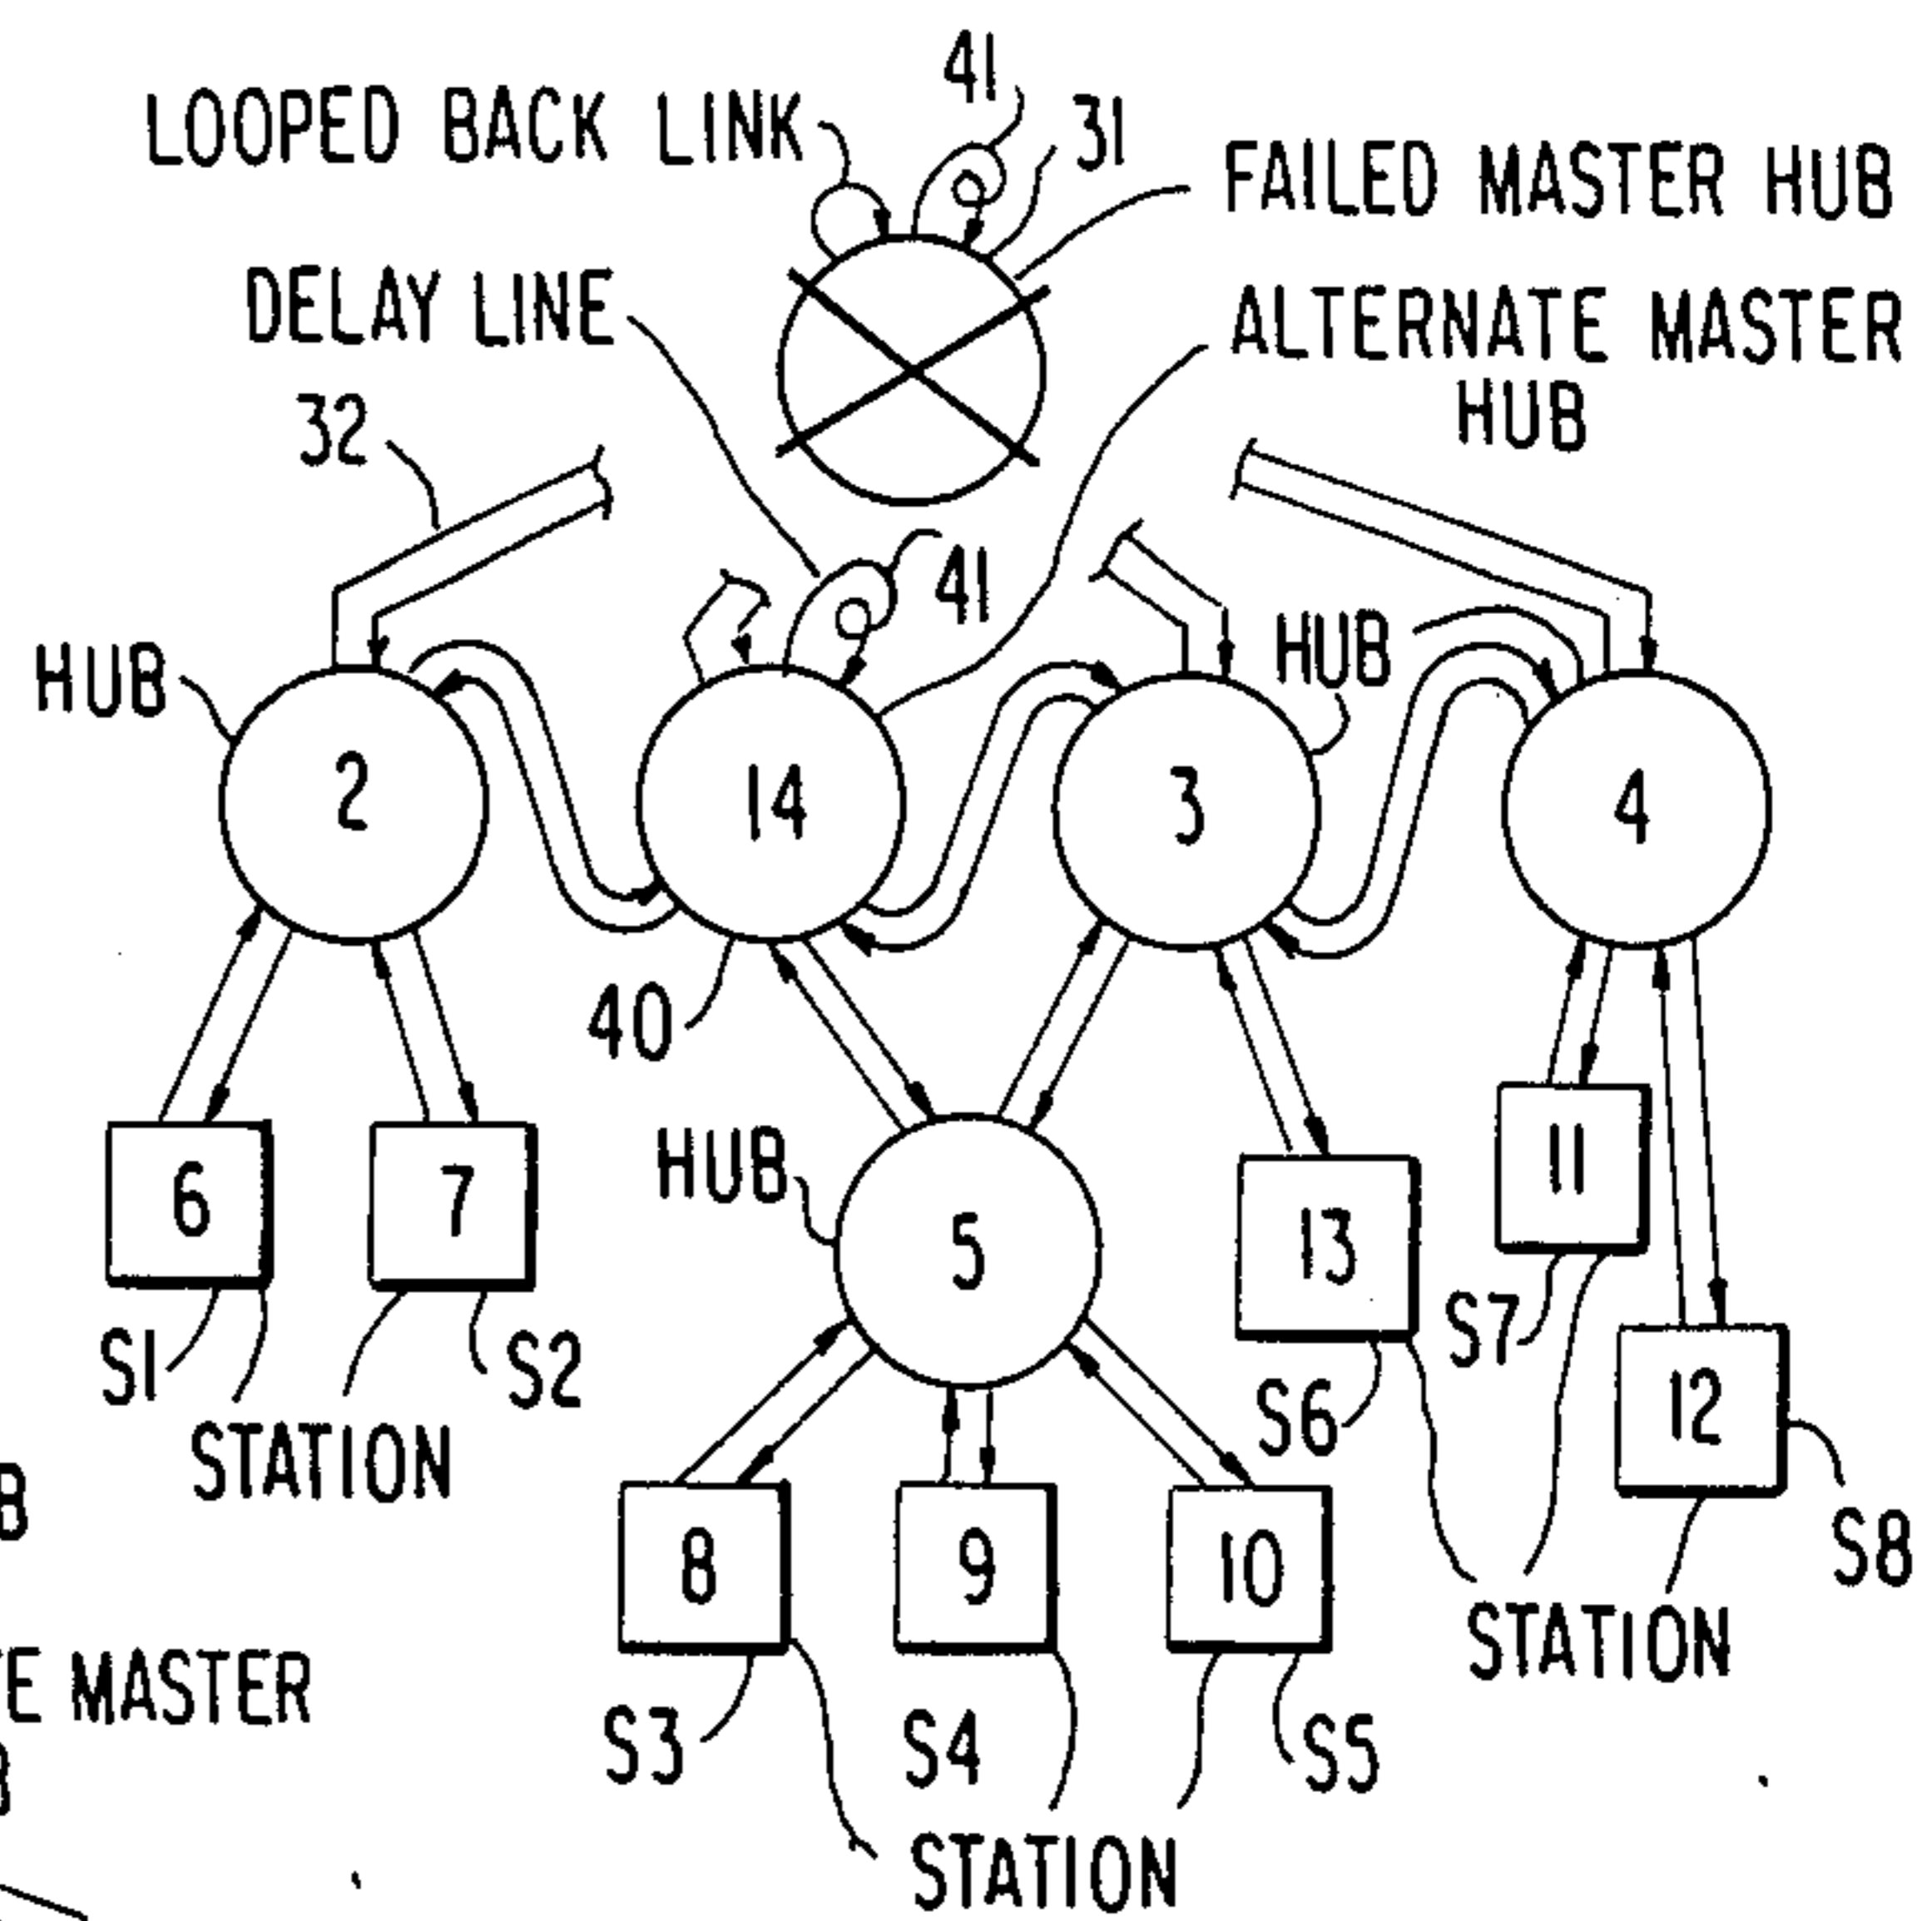 41
LOOPED BACK LINK
31
FAILED MASTER HUB
DELAY LINE
ALTERNATE MASTER
HUB
32
41
HUB
HUB
2
14
3
4
40
HUB
6
7
5
13
11
S1
S2
S7
S6
12
STATION
8
9
10
S8
STATION
E MASTER
S3
S4
S5
STATION